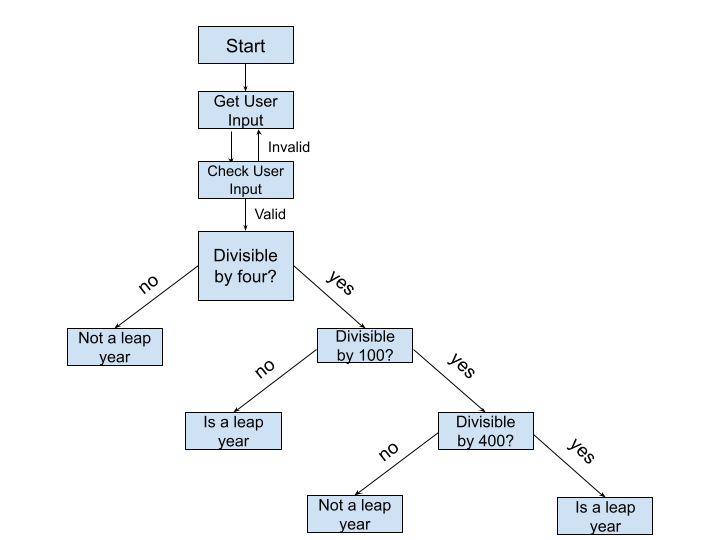 Start
Get User
Input
Invalid
Check User
Input
Valid
Divisible
by four?
no
yes
Not a leap
year
Divisible
by 100?
no
yes
Is a leap
year
Divisible
by 400?
no
yes
Not a leap
year
Is a leap
year